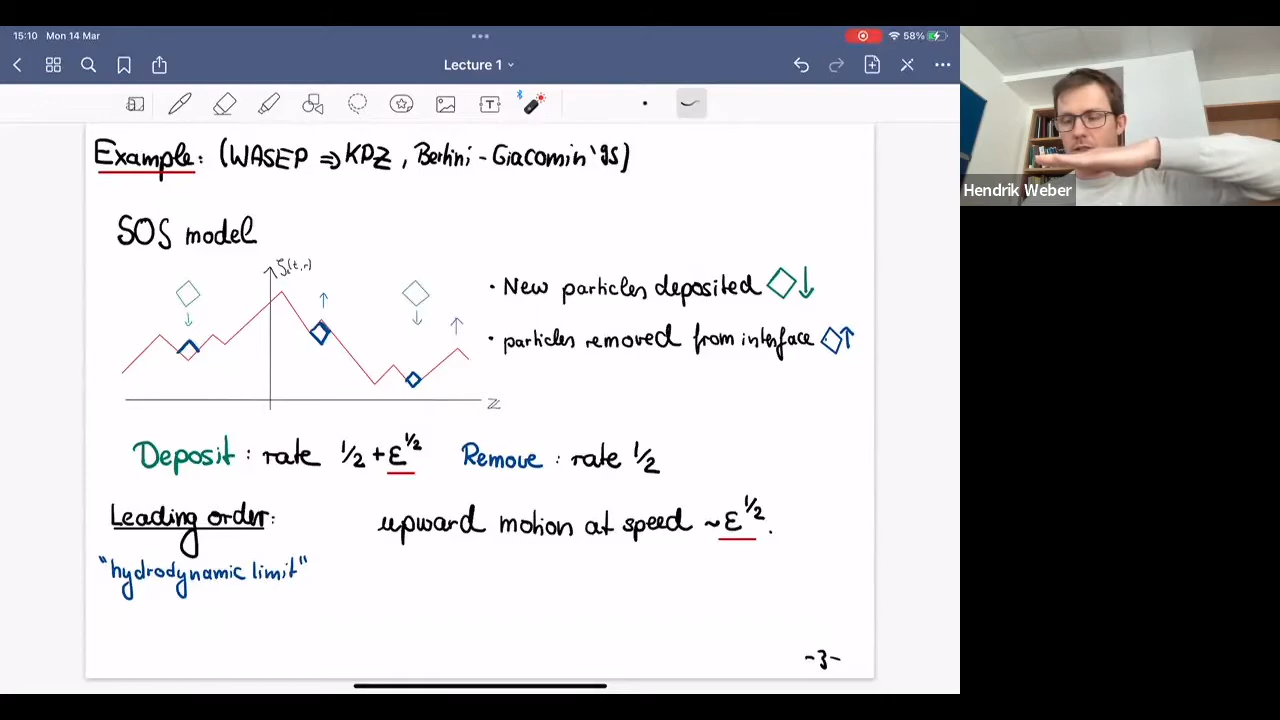 15:10 Mon 14 Mar
58%
Lecture 1
Example: (WASEP ⇒ KPZ, Bertini-Giacomin '95)
SOS model
• New particles deposited
• particles removed from interface
ℤ
Deposit: rate 1/2 + ε^1/2 Remove: rate 1/2
Leading order: upward motion at speed ~ε^1/2.
"hydrodynamic limit"
-3-
Hendrik Weber